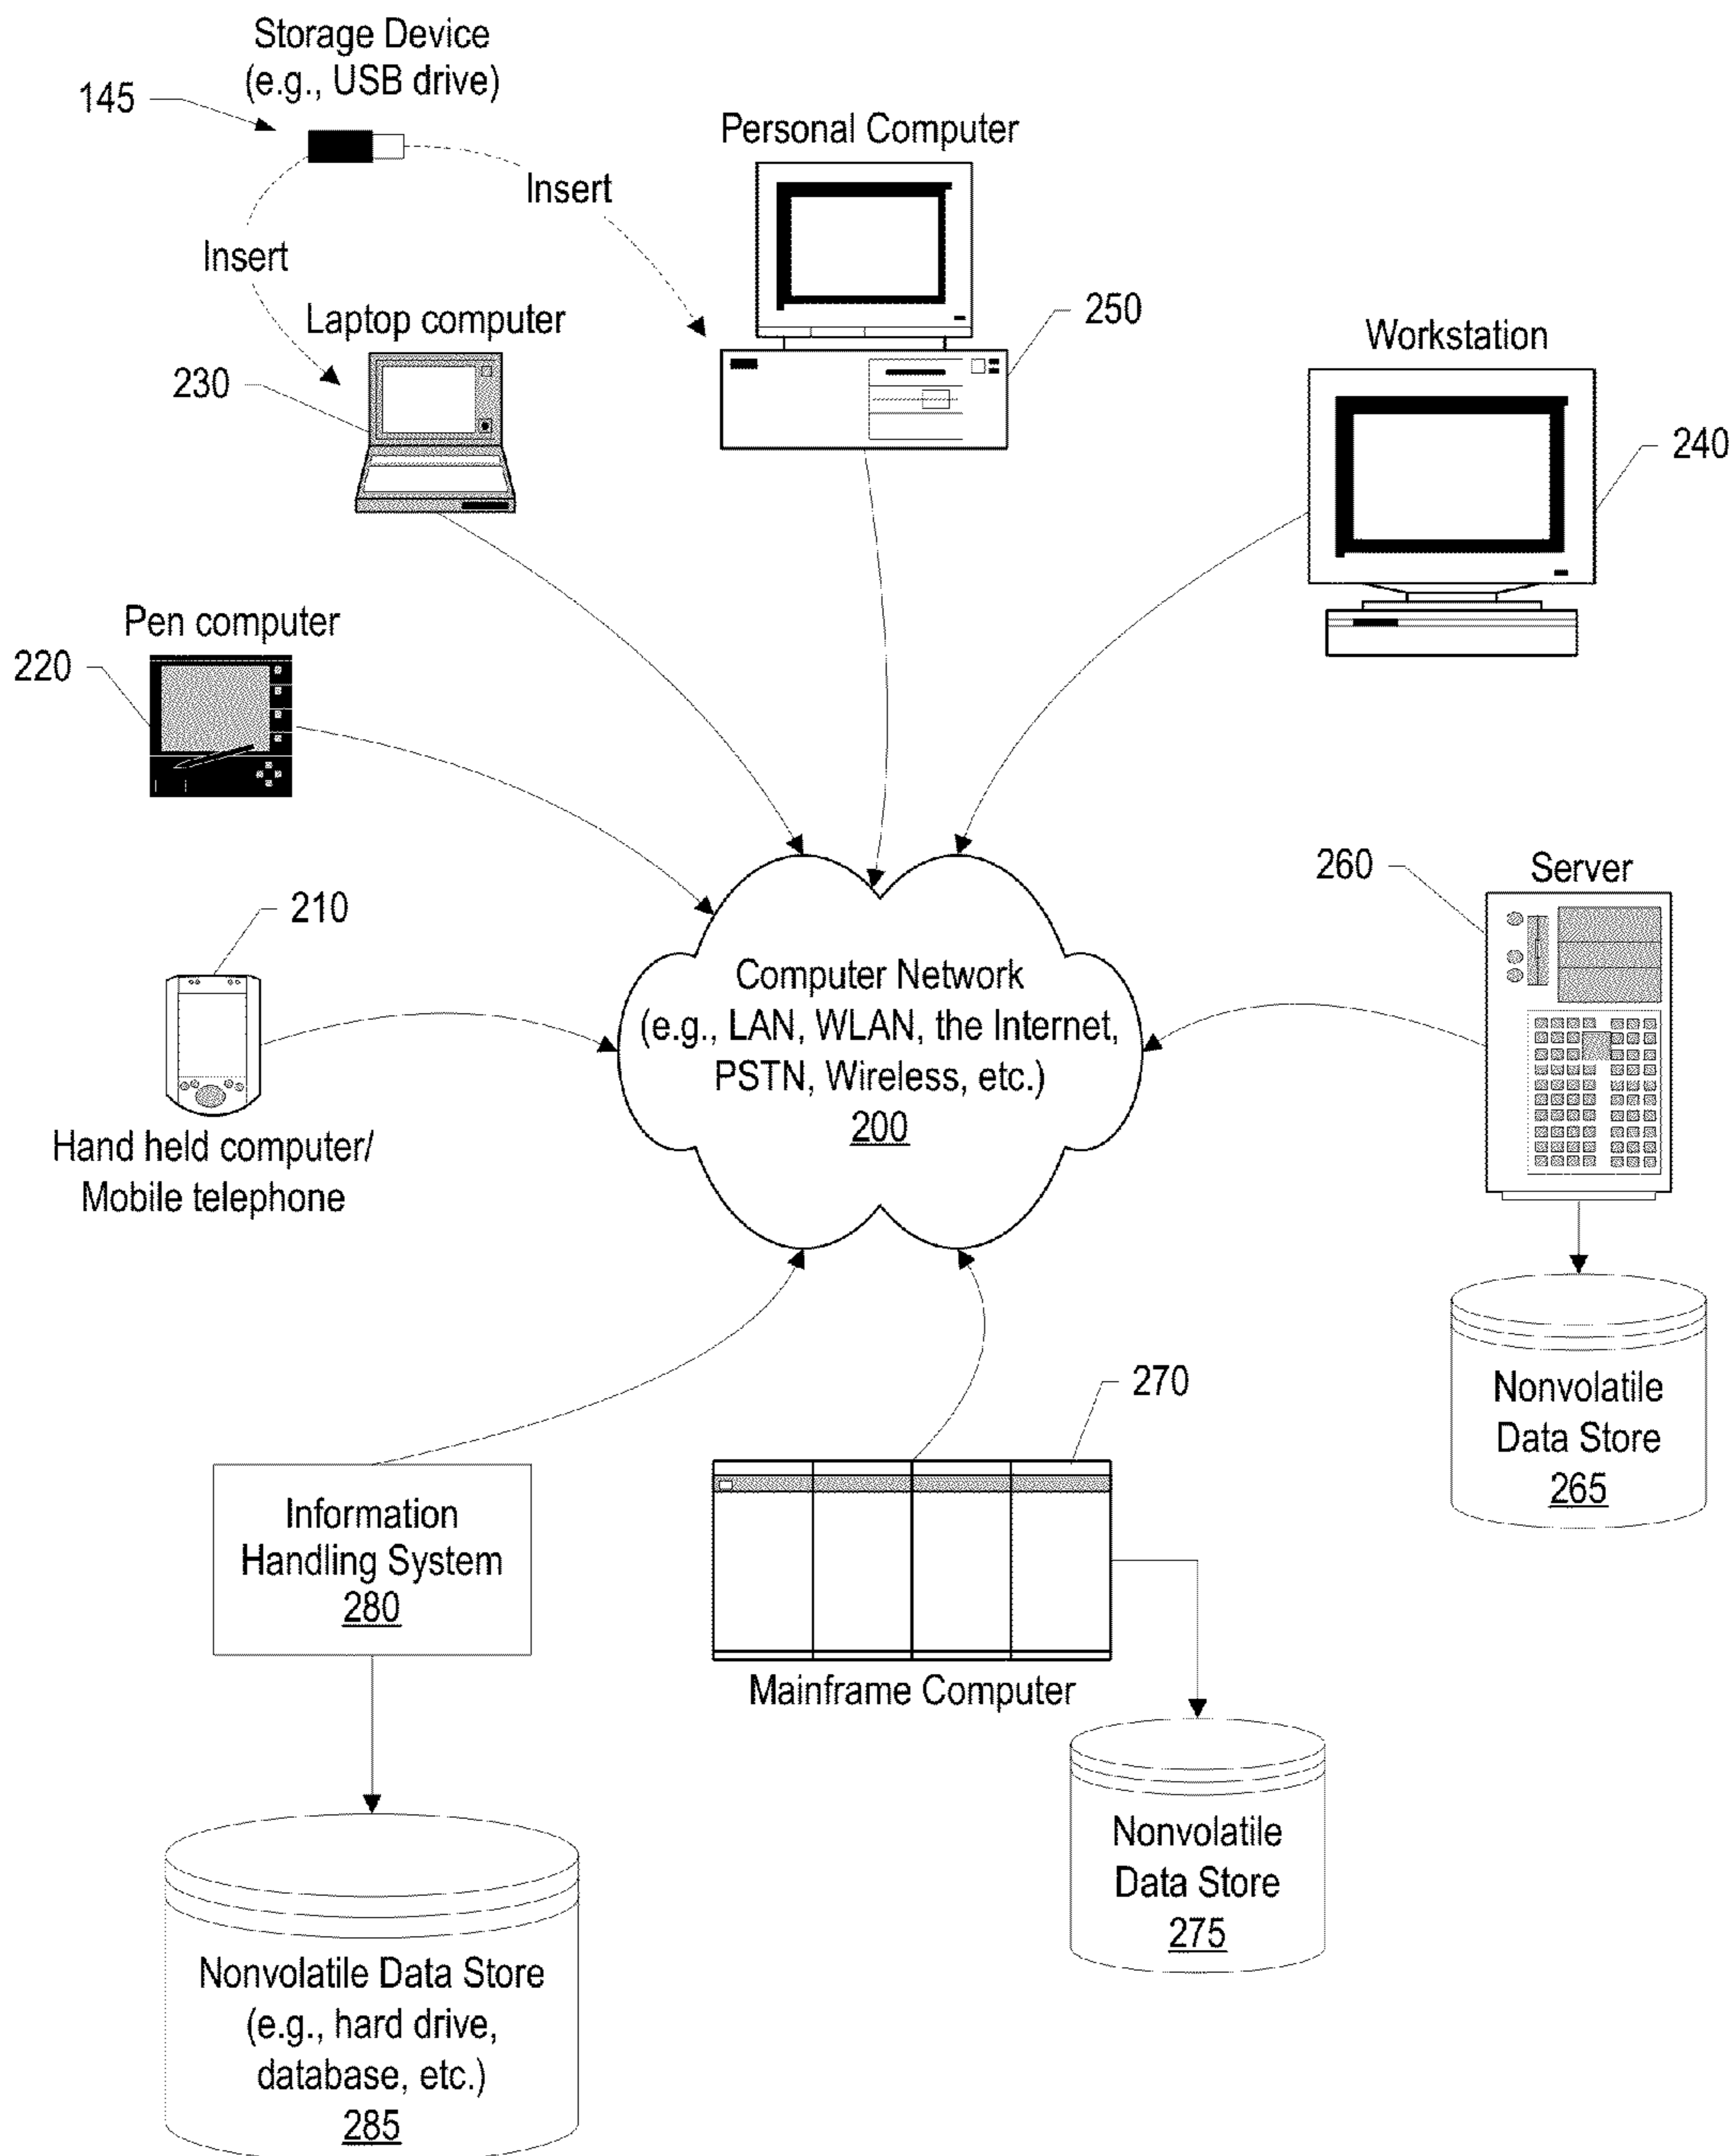 Storage Device
(e.g., USB drive)
145
Personal Computer
Insert
Insert
Laptop computer
250
Workstation
230
240
Pen computer
220
260
Server
210
Computer Network
(e.g., LAN, WLAN, the Internet,
PSTN, Wireless, etc.)
200
Hand held computer/
Mobile telephone
270
Nonvolatile
Data Store
265
Information
Handling System
280
Mainframe Computer
Nonvolatile
Data Store
275
Nonvolatile Data Store
(e.g., hard drive,
database, etc.)
285